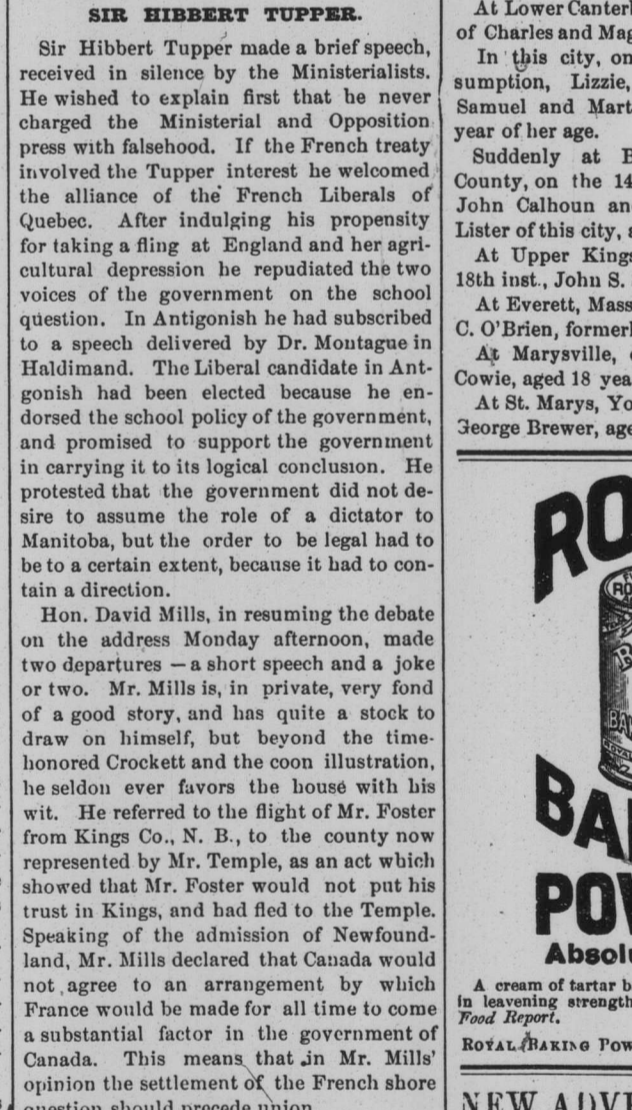 SIR HIBBERT TUPPER.
Sir Hibbert Tupper made a brief speech,
received in silence by the Ministerialists.
He wished to explain first that he never
charged the Ministerial and Opposition
press with falsehood. If the French treaty
involved the Tupper interest he welcomed
the alliance of the French Liberals of
Quebec. After indulging his propensity
for taking a fling at England and her agri-
cultural depression he repudiated the two
voices of the government on the school
question. In Antigonish he had subscribed
to a speech delivered by Dr. Montague in
Haldimand. The Liberal candidate in Ant-
gonish had been elected because he en-
dorsed the school policy of the government,
and promised to support the government
in carrying it to its logical conclusion. He
protested that the government did not de-
sire to assume the role of a dictator to
Manitoba, but the order to be legal had to
be to a certain extent, because it had to con-
tain a direction.
Hon. David Mills, in resuming the debate
on the address Monday afternoon, made
two departures — a short speech and a joke
or two. Mr. Mills is, in private, very fond
of a good story, and has quite a stock to
draw on himself, but beyond the time-
honored Crockett and the coon illustration,
he seldon ever favors the house with his
wit. He referred to the flight of Mr. Foster
from Kings Co., N. B., to the county now
represented by Mr. Temple, as an act which
showed that Mr. Foster would not put his
trust in Kings, and had fled to the Temple.
Speaking of the admission of Newfound-
land, Mr. Mills declared that Canada would
not agree to an arrangement by which
France would be made for all time to come
a substantial factor in the government of
Canada. This means that in Mr. Mills'
opinion the settlement of the French shore
question should precede union.
At Lower Canter
of Charles and Mag
In this city, on
sumption, Lizzie,
Samuel and Mart
year of her age.
Suddenly at
County, on the 14
John Calhoun an
Lister of this city,
At Upper Kings
18th inst., John S.
At Everett, Mass
C. O'Brien, former
At Marysville,
Cowie, aged 18 yea
At St. Marys, Yo
George Brewer, age
RO
BA
POW
Absolu
A cream of tartar b
in leavening strength
Food Report.
ROYAL BAKING POW
NEW ADVE